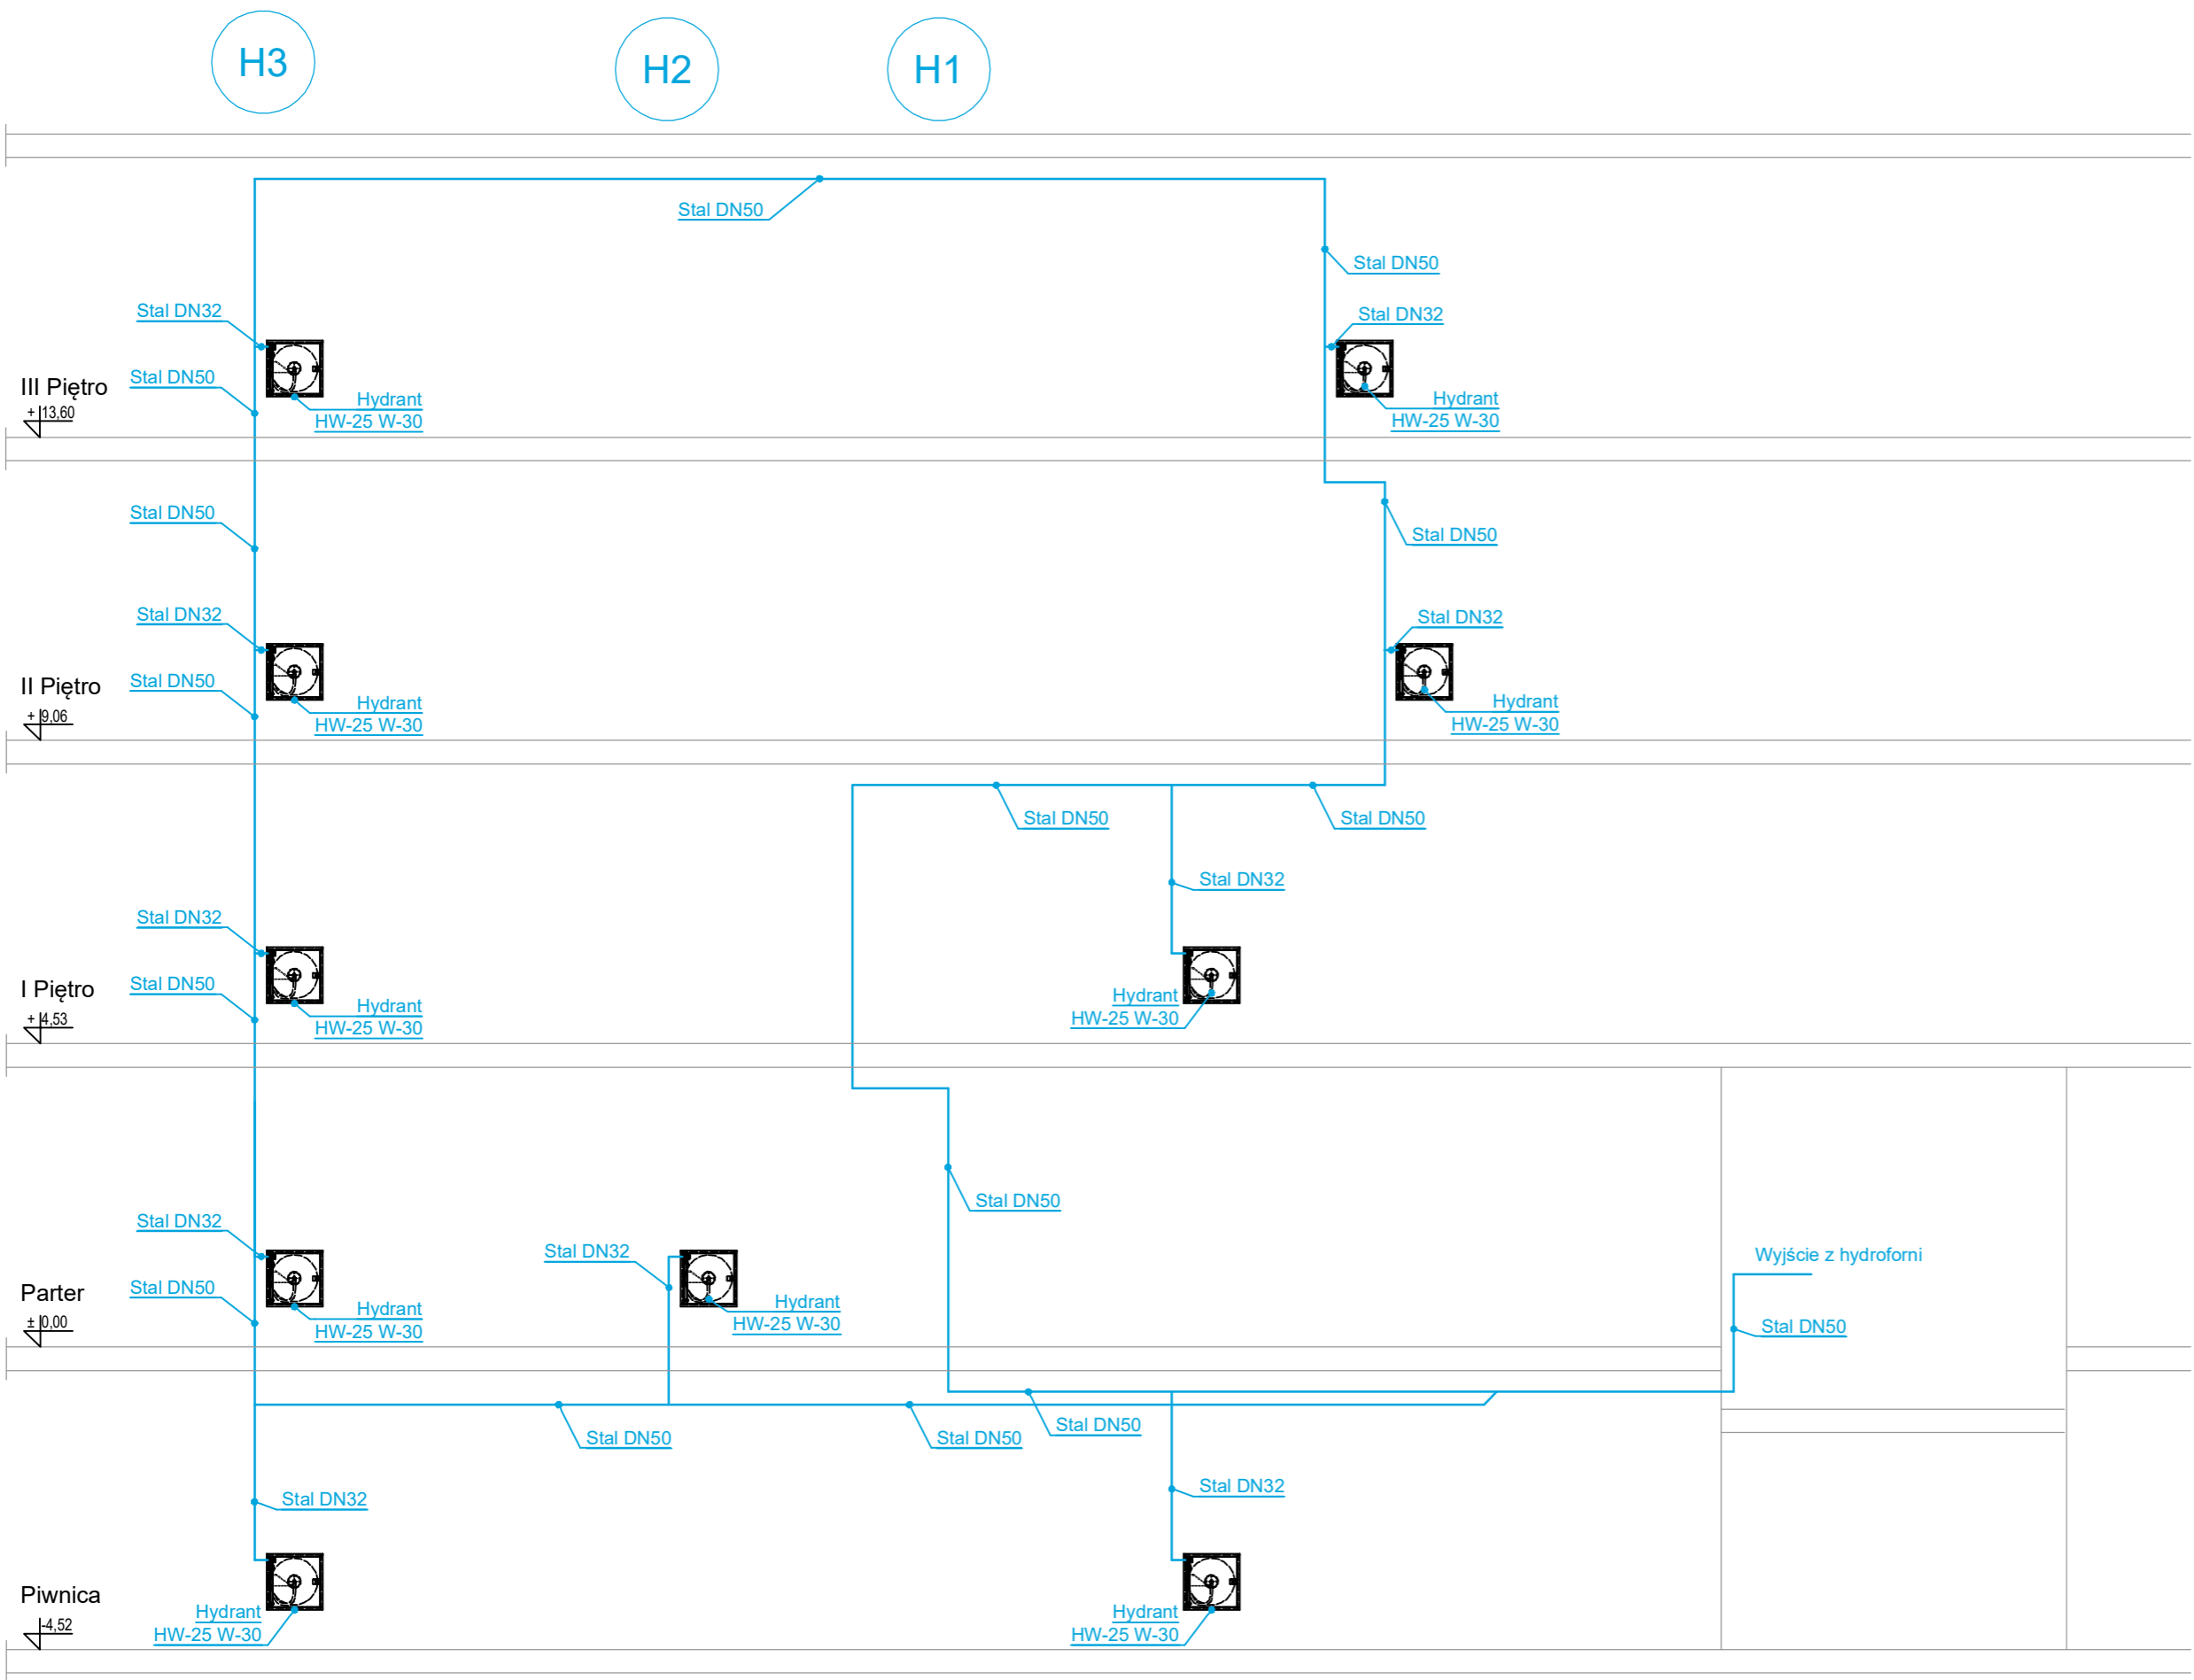 H3
H2
H1
Stal DN50
Stal DN50
Stal DN32
Stal DN32
Stal DN50
III Piętro
+13,60
Hydrant
HW-25 W-30
Hydrant
HW-25 W-30
Stal DN50
Stal DN50
Stal DN32
Stal DN32
Stal DN50
II Piętro
+9,06
Hydrant
HW-25 W-30
Hydrant
HW-25 W-30
Stal DN50
Stal DN50
Stal DN32
Stal DN32
Stal DN50
I Piętro
+4,53
Hydrant
HW-25 W-30
Hydrant
HW-25 W-30
Stal DN50
Stal DN32
Stal DN32
Wyjście z hydroforni
Stal DN50
Parter
±0,00
Hydrant
HW-25 W-30
Hydrant
HW-25 W-30
Stal DN50
Stal DN50
Stal DN50
Stal DN50
Stal DN32
Stal DN32
Piwnica
-4,52
Hydrant
HW-25 W-30
Hydrant
HW-25 W-30